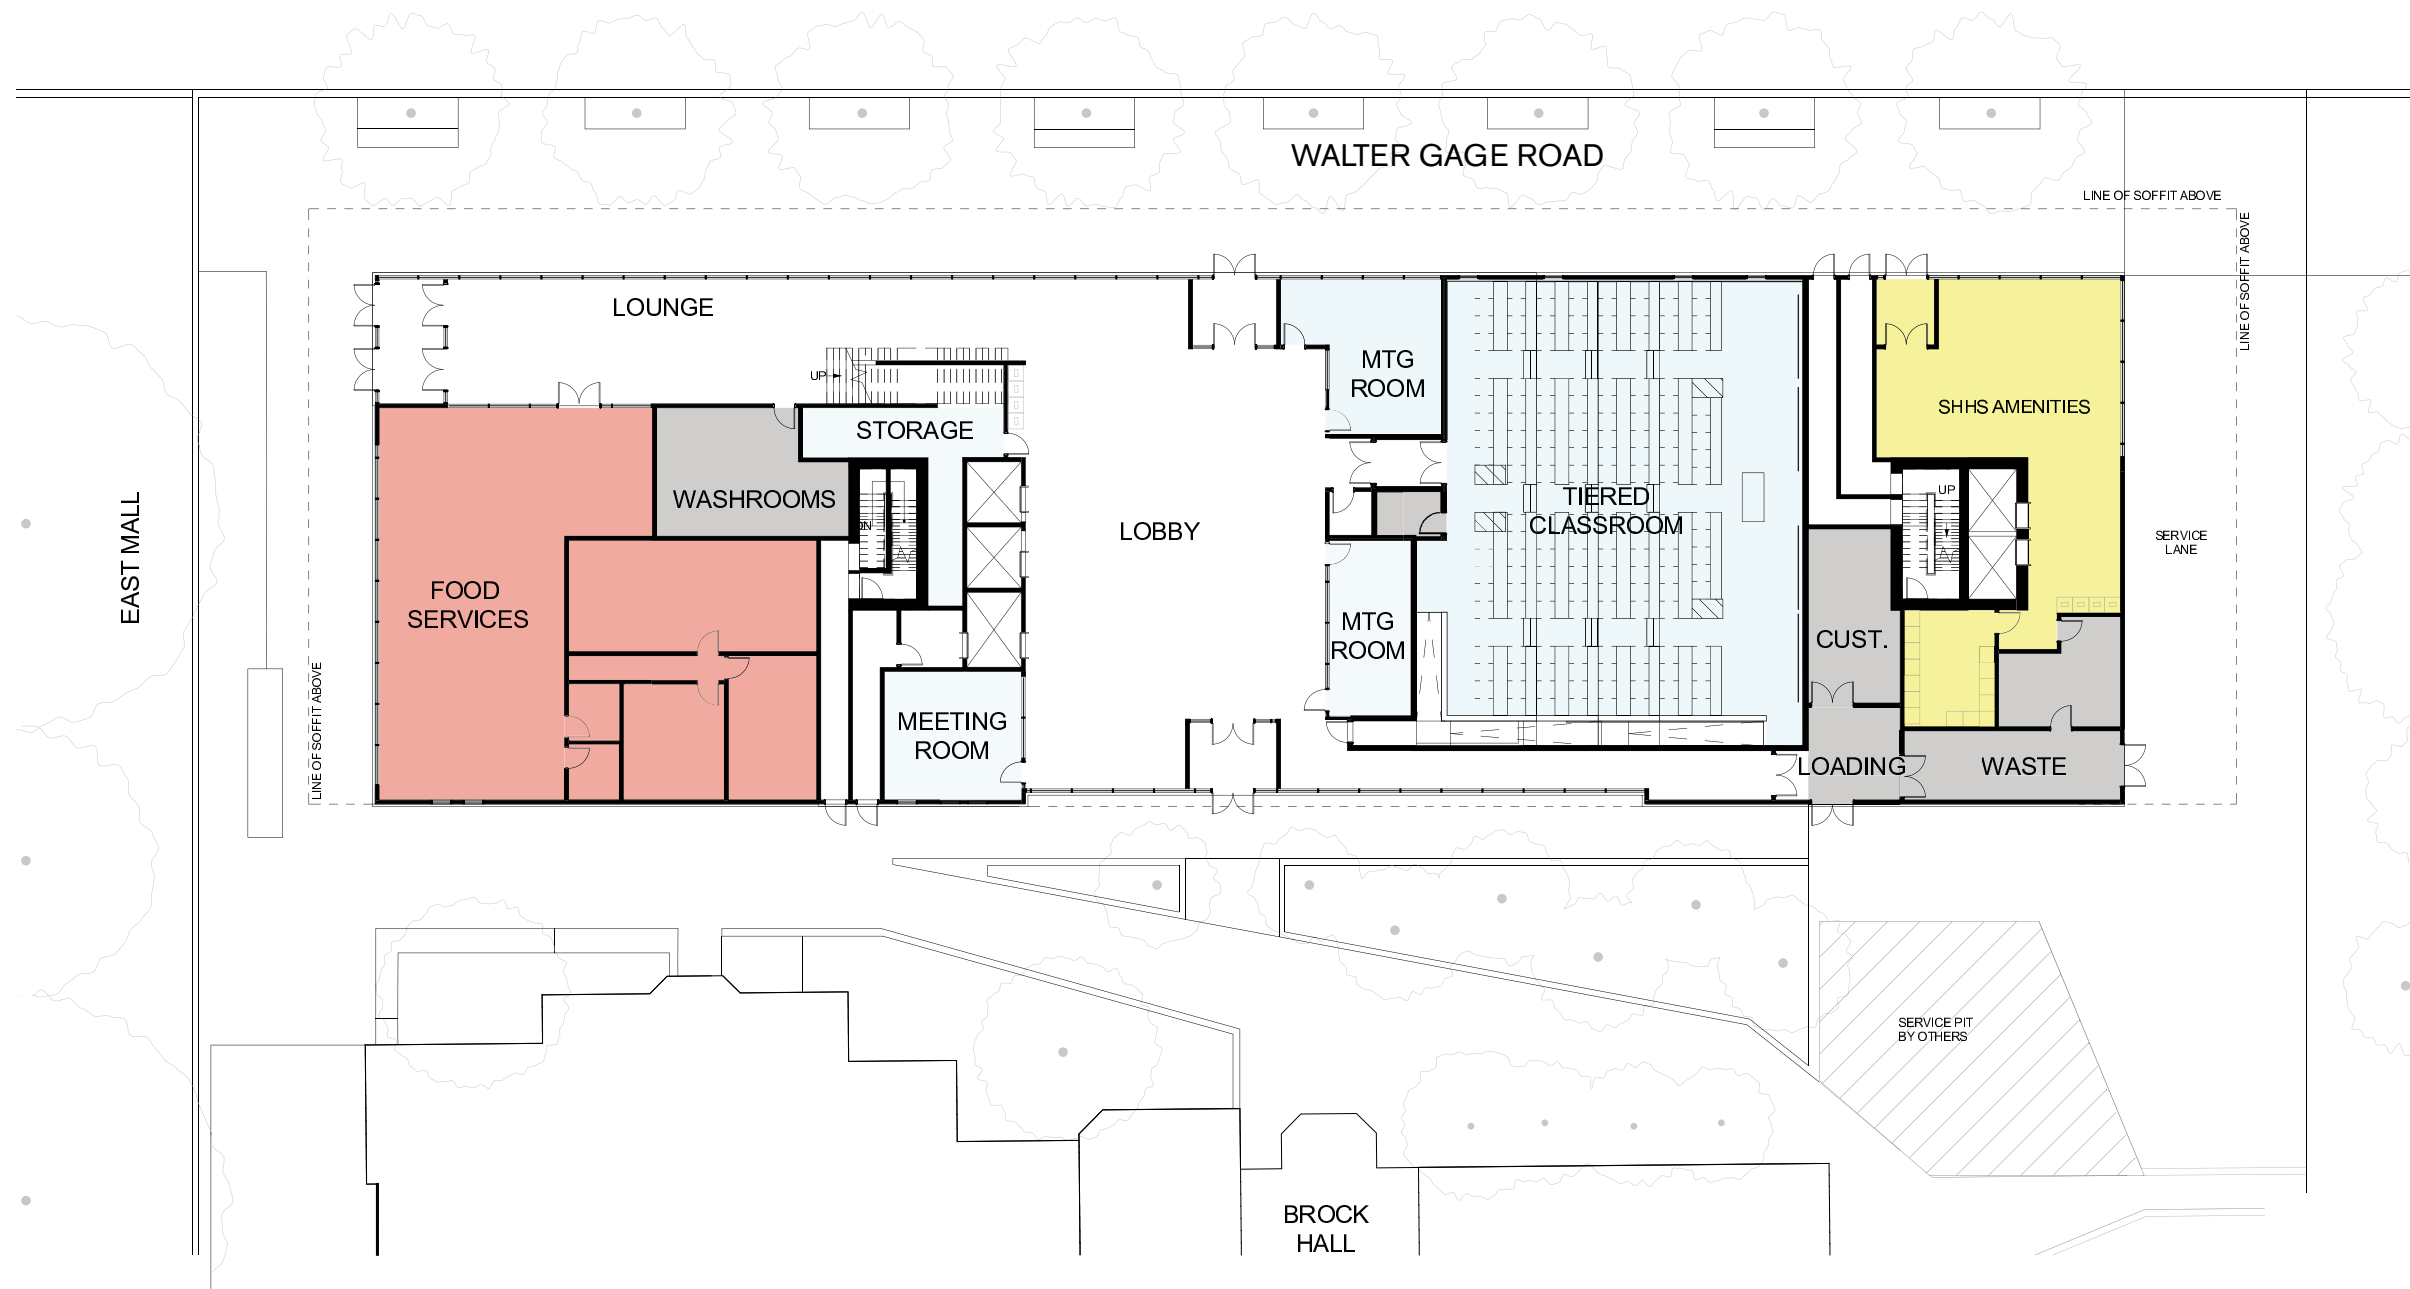 WALTER GAGE ROAD
LINE OF SOFFIT ABOVE
LINE OF SOFFIT ABOVE
LOUNGE
UP
MTG
ROOM
SHHS AMENITIES
STORAGE
WASHROOMS
DN
LOBBY
TIERED
CLASSROOM
UP
EAST MALL
SERVICE
LANE
FOOD
SERVICES
MTG
ROOM
CUST.
LINE OF SOFFIT ABOVE
MEETING
ROOM
LOADING
WASTE
SERVICE PIT
BY OTHERS
BROCK
HALL